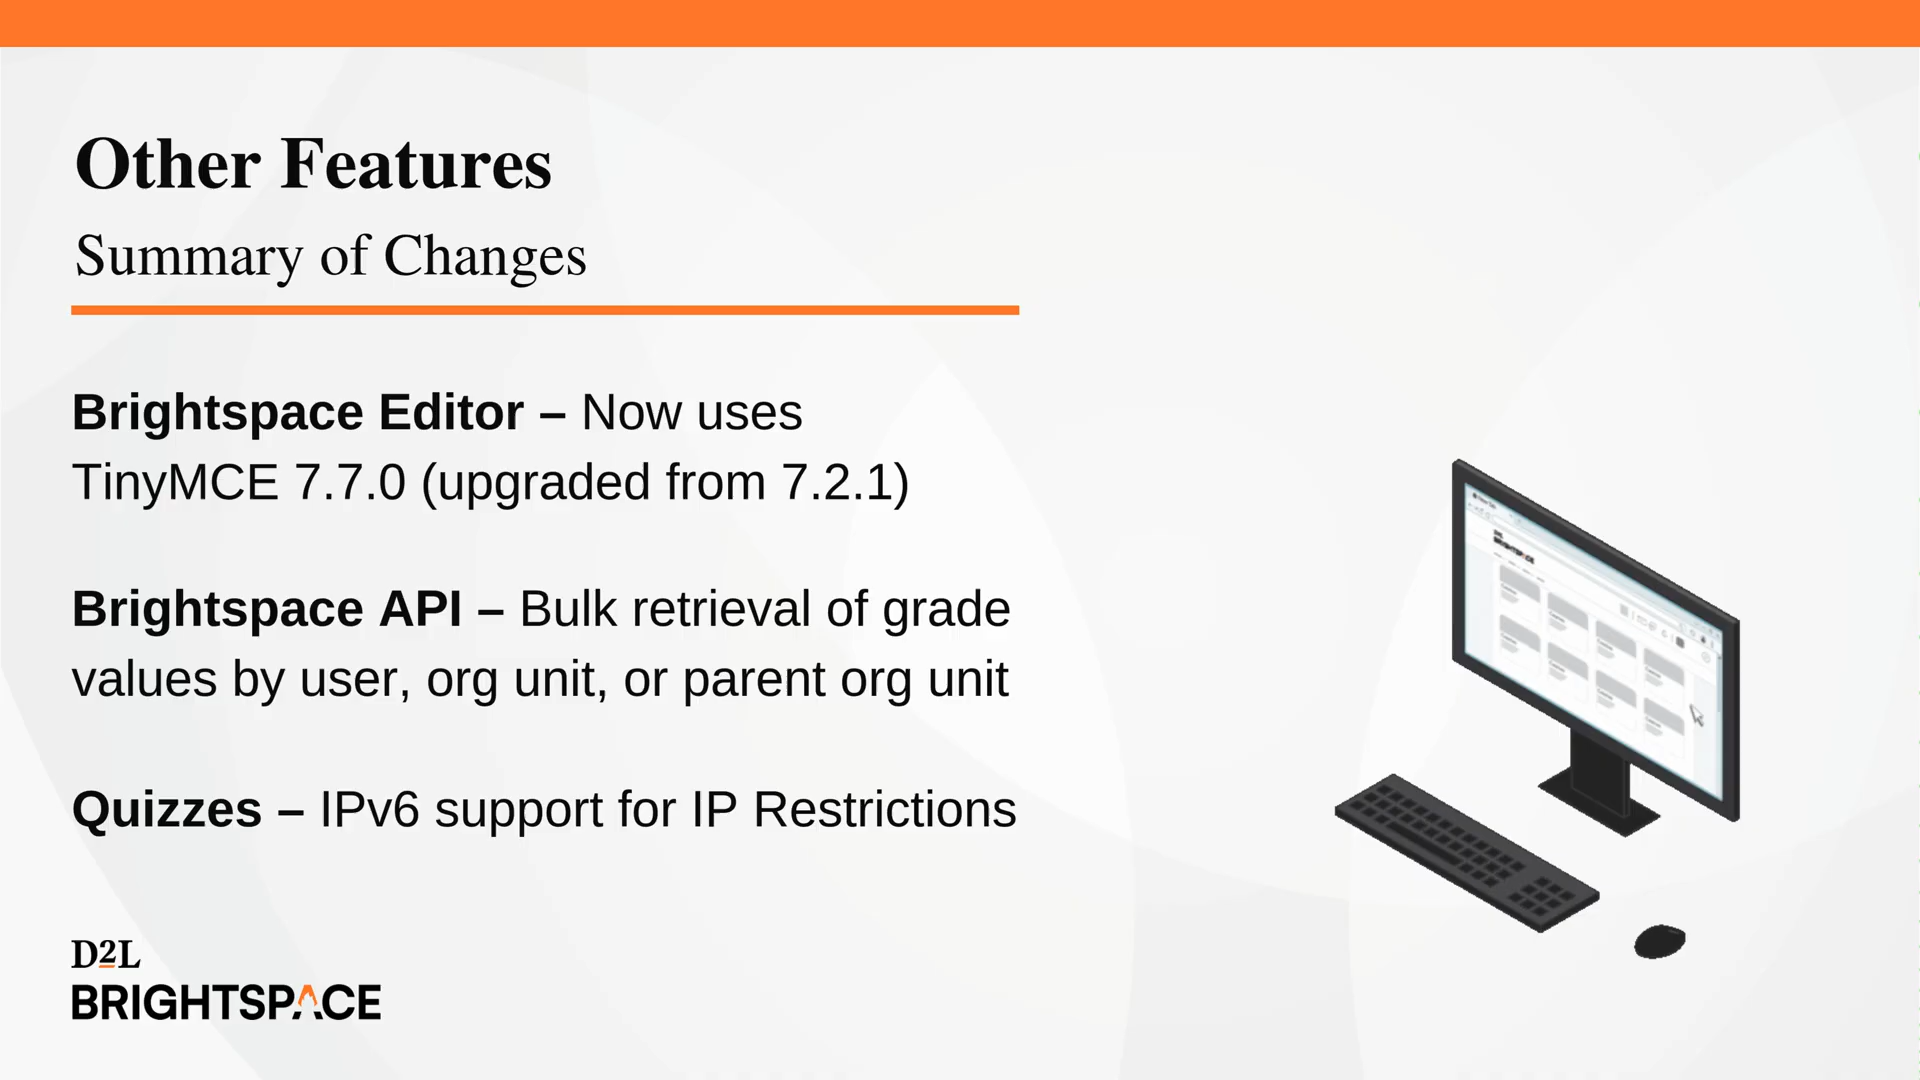 Other Features
Summary of Changes
Brightspace Editor – Now uses
TinyMCE 7.7.0 (upgraded from 7.2.1)
Brightspace API – Bulk retrieval of grade
values by user, org unit, or parent org unit
Quizzes – IPv6 support for IP Restrictions
D2L
BRIGHTSPACE